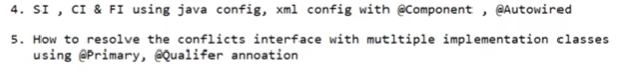 4. SI , CI & FI using java config, xml config with @Component , @Autowired
5. How to resolve the conflicts interface with mutltiple implementation classes
using @Primary, @Qualifer annoation